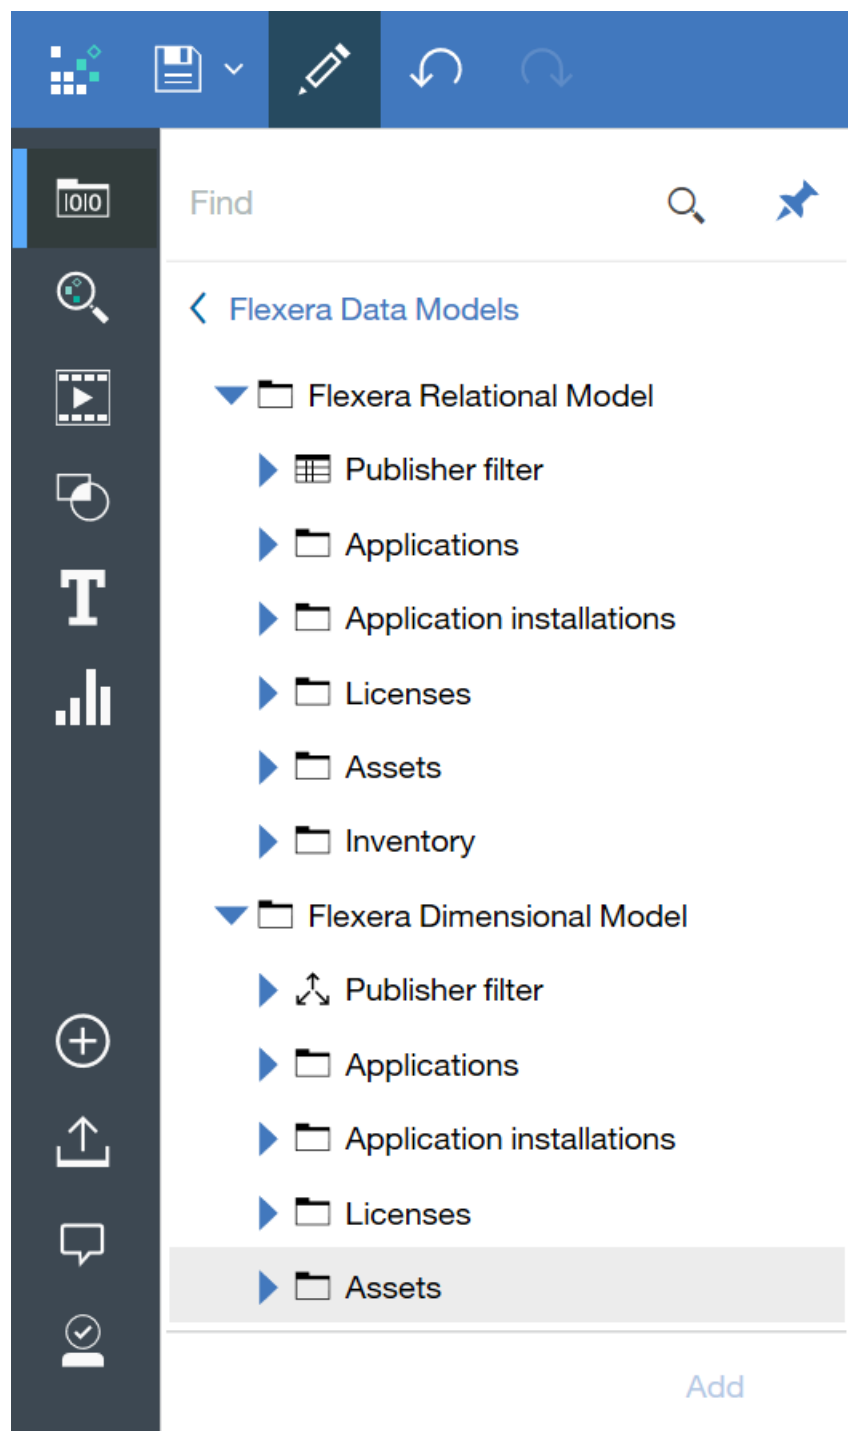 Find
Flexera Data Models
Flexera Relational Model
Publisher filter
Applications
Application installations
Licenses
Assets
Inventory
Flexera Dimensional Model
Publisher filter
Applications
Application installations
Licenses
Assets
Add